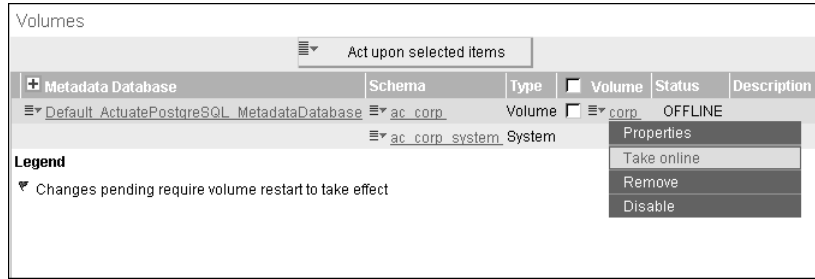 Volumes
Act upon selected items
Metadata Database Schema Type Volume Status Description
Default_ActuatePostgreSQL_MetadataDatabase ac_corp Volume corp OFFLINE
Properties
ac_corp_system System
Take online
Legend
Remove
Changes pending require volume restart to take effect
Disable